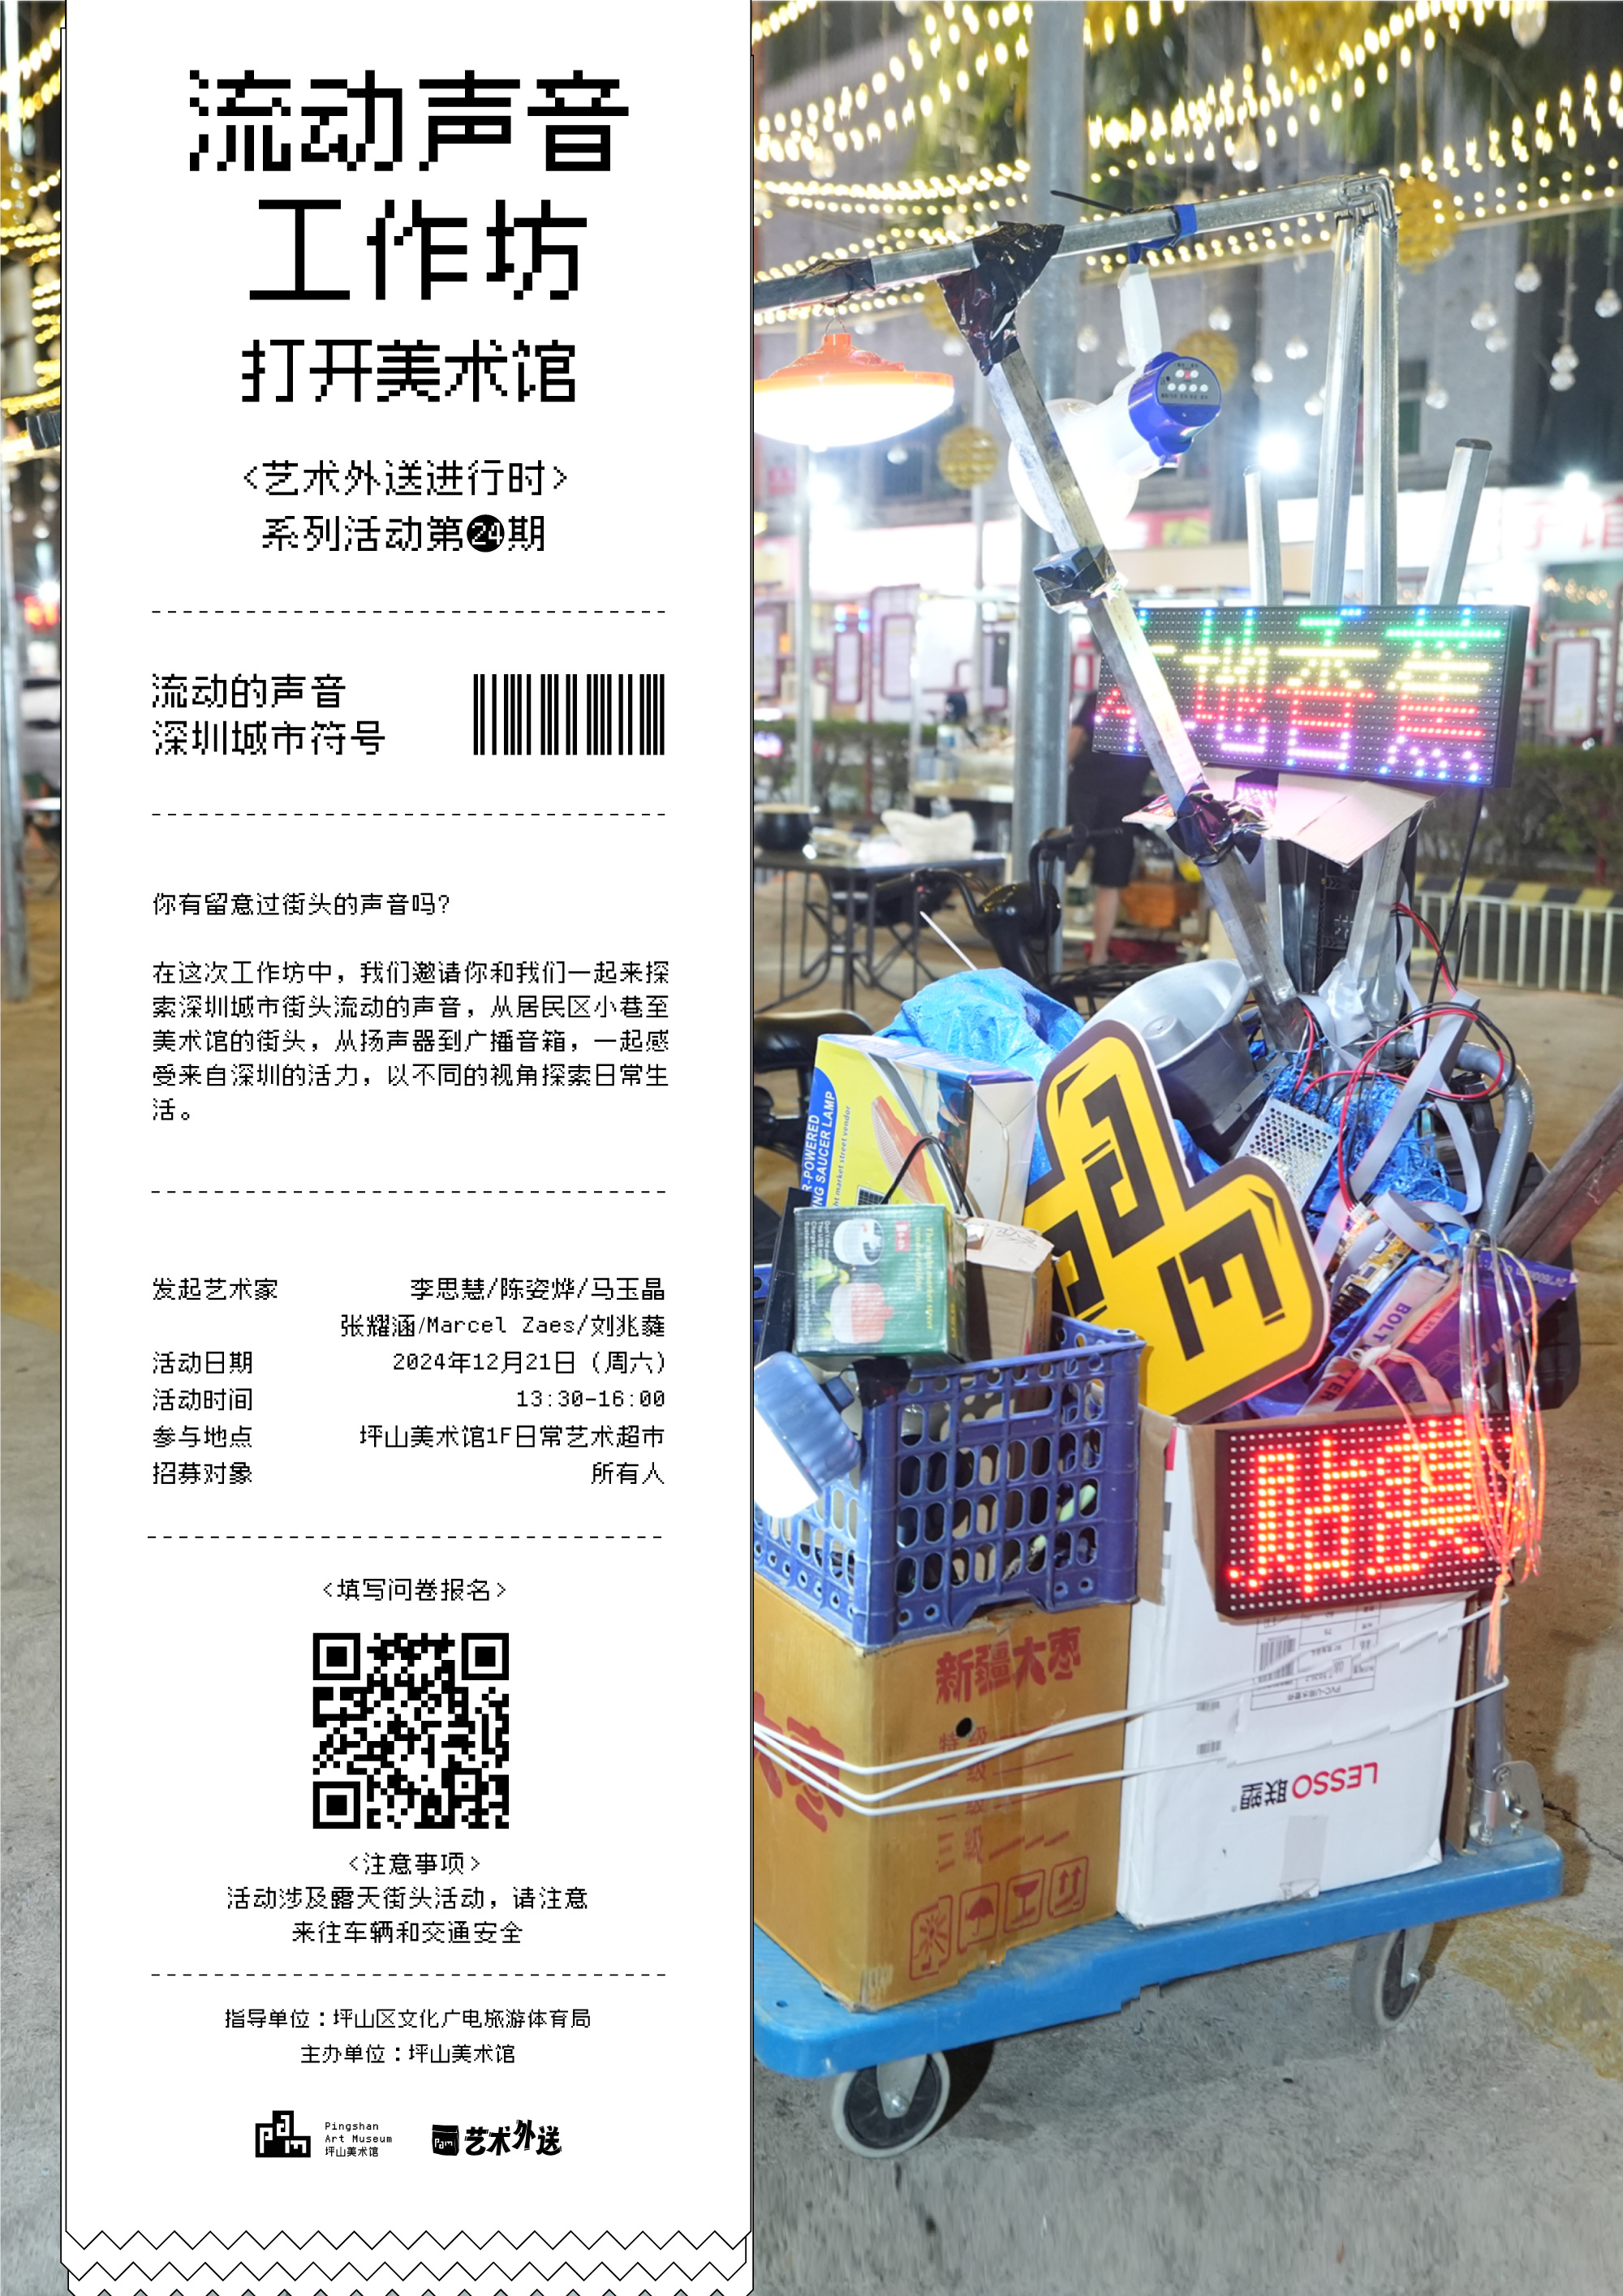 流动声音
工作坊
打开美术馆
<艺术外送进行时>
系列活动第24期
流动的声音
深圳城市符号
你有留意过街头的声音吗?
在这次工作坊中，我们邀请你和我们一起来探
索深圳城市街头流动的声音，从居民区小巷至
美术馆的街头，从扬声器到广播音箱，一起感
受来自深圳的活力，以不同的视角探索日常生
活。
发起艺术家 李思慧/陈姿烨/马玉晶
张耀涵/Marcel Zaes/刘兆蕤
活动日期 2024年12月21日（周六）
活动时间 13:30-16:00
参与地点 坪山美术馆1F日常艺术超市
招募对象 所有人
<填写问卷报名>
<注意事项>
活动涉及露天街头活动，请注意
来往车辆和交通安全
指导单位：坪山区文化广电旅游体育局
主办单位：坪山美术馆
Pingshan
Art Museum
坪山美术馆
Pam
艺术外送
R-POWERED
NG SAUCER LAMP
ht market street vendor
新疆大枣
特级
一级
二级
三级
LESSO 联塑
BOLT